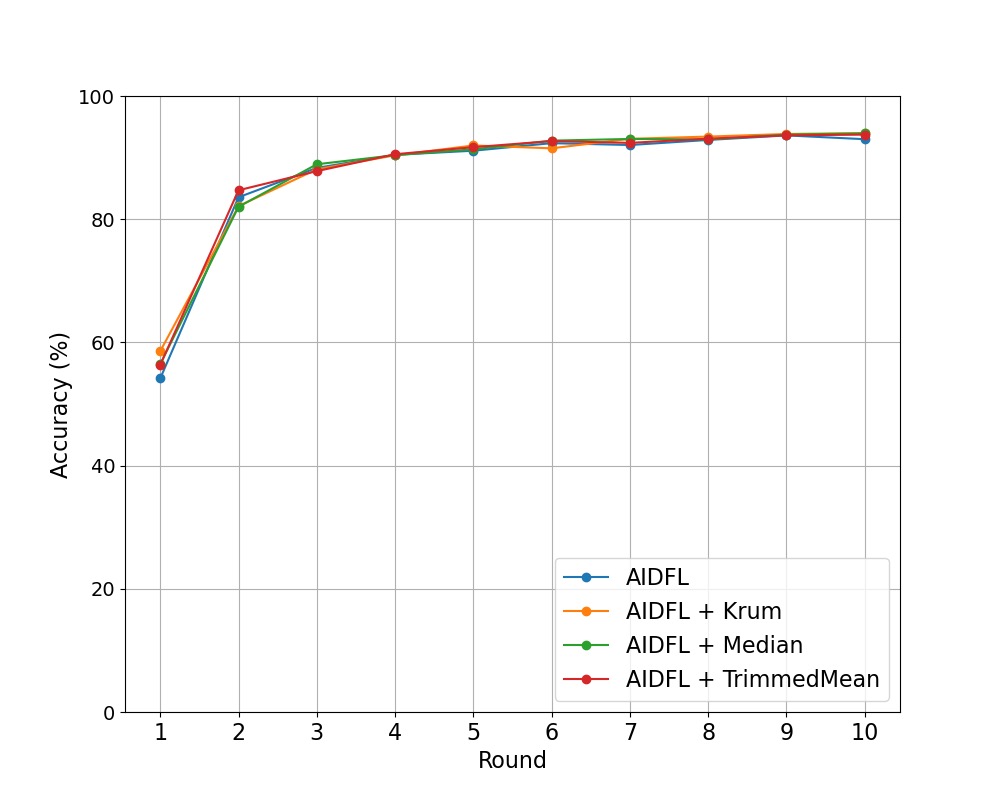 100
80
60
40
20
0
Accuracy (%)
AIDFL
AIDFL + Krum
AIDFL + Median
AIDFL + TrimmedMean
1 2 3 4 5 6 7 8 9 10
Round